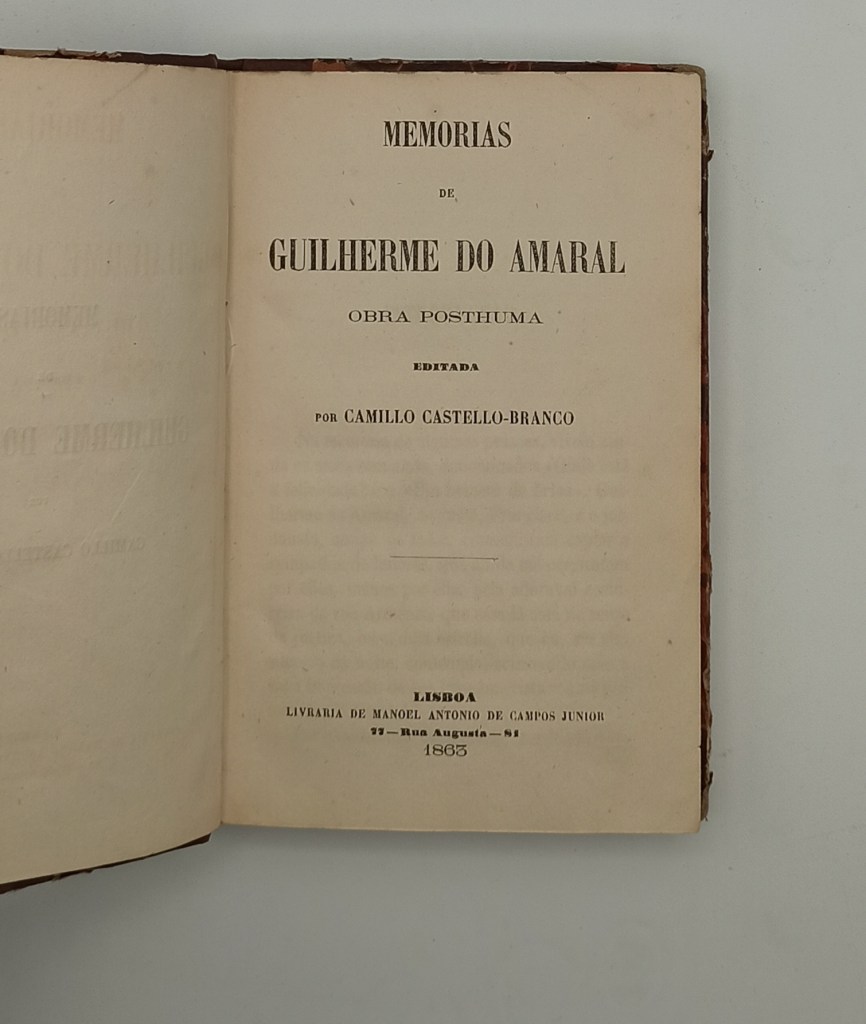 MEMORIAS
DE
GUILHERME DO AMARAL
OBRA POSTHUMA
EDITADA
POR CAMILLO CASTELLO-BRANCO
LISBOA
LIVRARIA DE MANOEL ANTONIO DE CAMPOS JUNIOR
77—Rua Augusta—81
1863